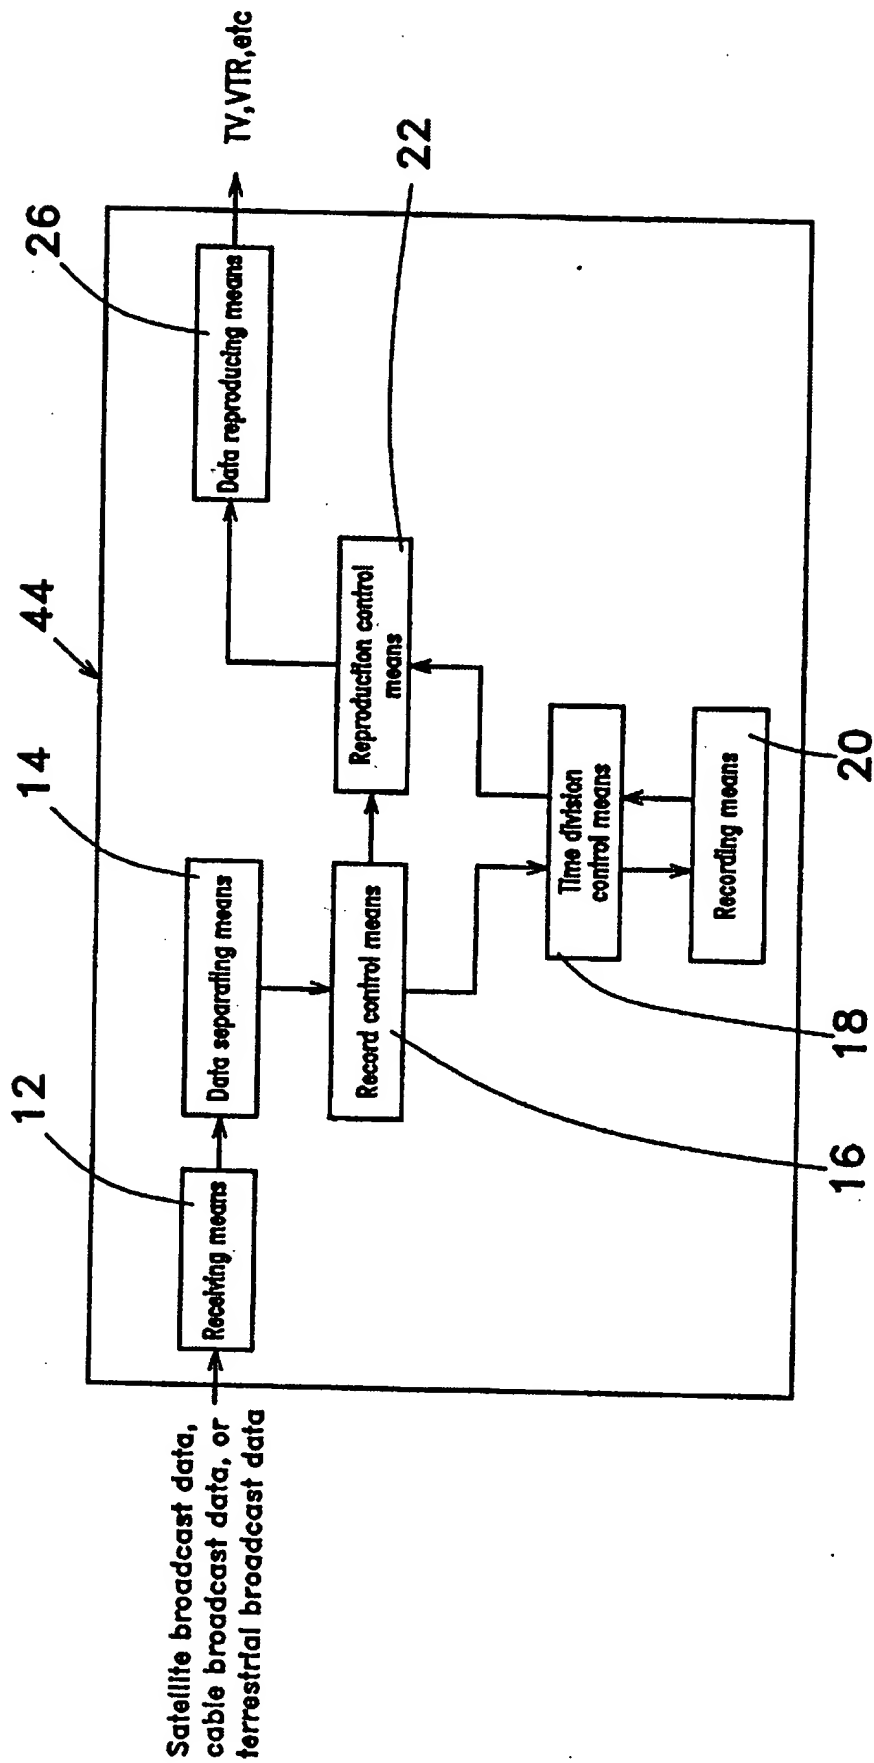 44
26
TV,VTR,etc
14
12
Satellite broadcast data,
cable broadcast data, or
terrestrial broadcast data
Receiving means
Data separating means
Data reproducing means
Record control means
Reproduction control
means
22
Time division
control means
Recording means
16
18
20